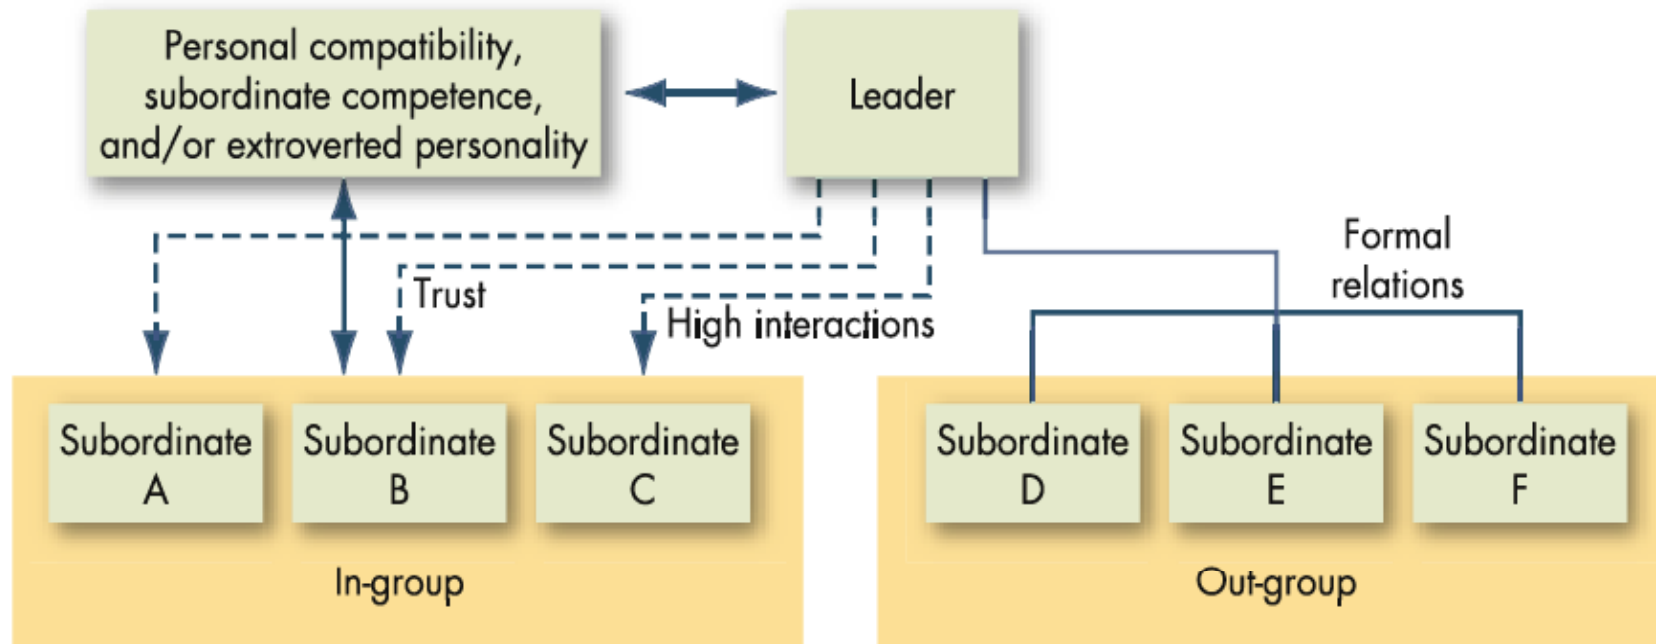 Personal compatibility,
subordinate competence,
and/or extroverted personality
Leader
Formal
relations
Trust
High interactions
Subordinate
A
Subordinate
B
Subordinate
C
Subordinate
D
Subordinate
E
Subordinate
F
In-group
Out-group